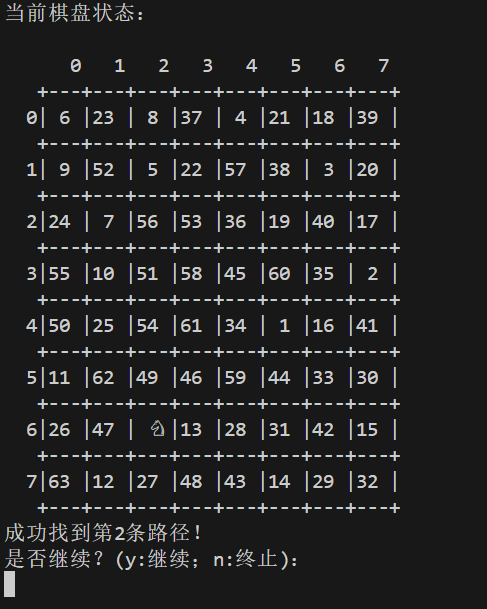 当前棋盘状态：
     0   1   2   3   4   5   6   7
   +---+---+---+---+---+---+---+---+
  0| 6 |23 | 8 |37 | 4 |21 |18 |39 |
   +---+---+---+---+---+---+---+---+
  1| 9 |52 | 5 |22 |57 |38 | 3 |20 |
   +---+---+---+---+---+---+---+---+
  2|24 | 7 |56 |53 |36 |19 |40 |17 |
   +---+---+---+---+---+---+---+---+
  3|55 |10 |51 |58 |45 |60 |35 | 2 |
   +---+---+---+---+---+---+---+---+
  4|50 |25 |54 |61 |34 | 1 |16 |41 |
   +---+---+---+---+---+---+---+---+
  5|11 |62 |49 |46 |59 |44 |33 |30 |
   +---+---+---+---+---+---+---+---+
  6|26 |47 | ♘|13 |28 |31 |42 |15 |
   +---+---+---+---+---+---+---+---+
  7|63 |12 |27 |48 |43 |14 |29 |32 |
   +---+---+---+---+---+---+---+---+
成功找到第2条路径！
是否继续？(y:继续；n:终止)：